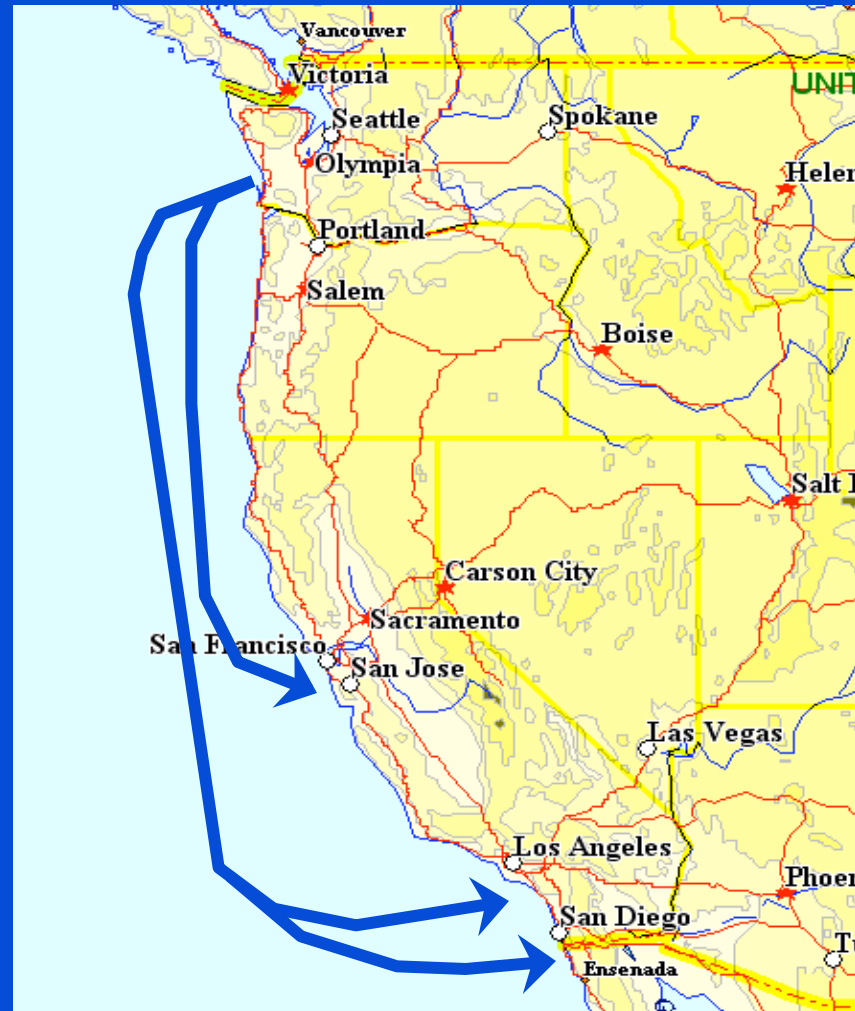 Vancouver
Victoria
UNIT
Seattle
Spokane
Olympia
Helen
Portland
Salem
Boise
Salt L
Carson City
Sacramento
San Francisco
San Jose
Las Vegas
Los Angeles
Phoen
San Diego
Tu
Ensenada